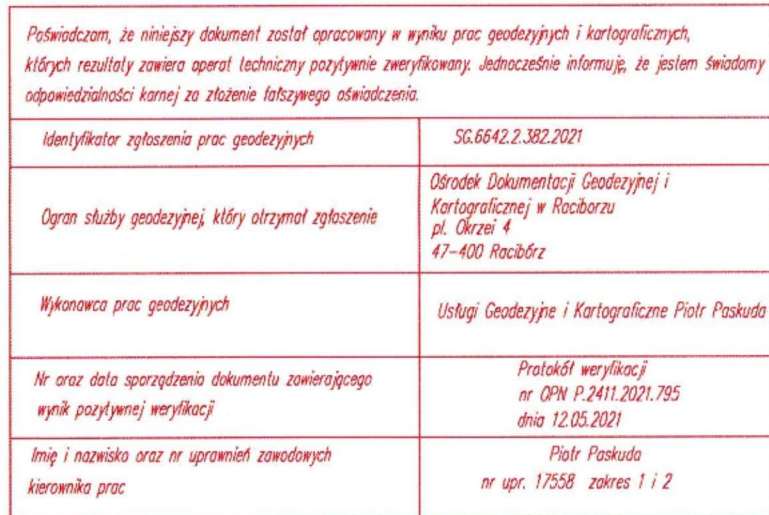 Poświadczam, że niniejszy dokument został opracowany w wyniku prac geodezyjnych i kartograficznych,
których rezultaty zawiera operat techniczny pozytywnie zweryfikowany. Jednocześnie informuję, że jestem świadomy
odpowiedzialności karnej za złożenie fałszywego oświadczenia.
Identyfikator zgłoszenia prac geodezyjnych
SG.6642.2.382.2021
Ogran służby geodezyjnej, który otrzymał zgłoszenie
Ośrodek Dokumentacji Geodezyjnej i
Kartograficznej w Raciborzu
pl. Okrzei 4
47-400 Racibórz
Wykonawca prac geodezyjnych
Usługi Geodezyjne i Kartograficzne Piotr Paskuda
Nr oraz data sporządzenia dokumentu zawierającego
wynik pozytywnej weryfikacji
Protokół weryfikacji
nr OPN P.2411.2021.795
dnia 12.05.2021
Imię i nazwisko oraz nr uprawnień zawodowych
kierownika prac
Piotr Paskuda
nr upr. 17558 zakres 1 i 2